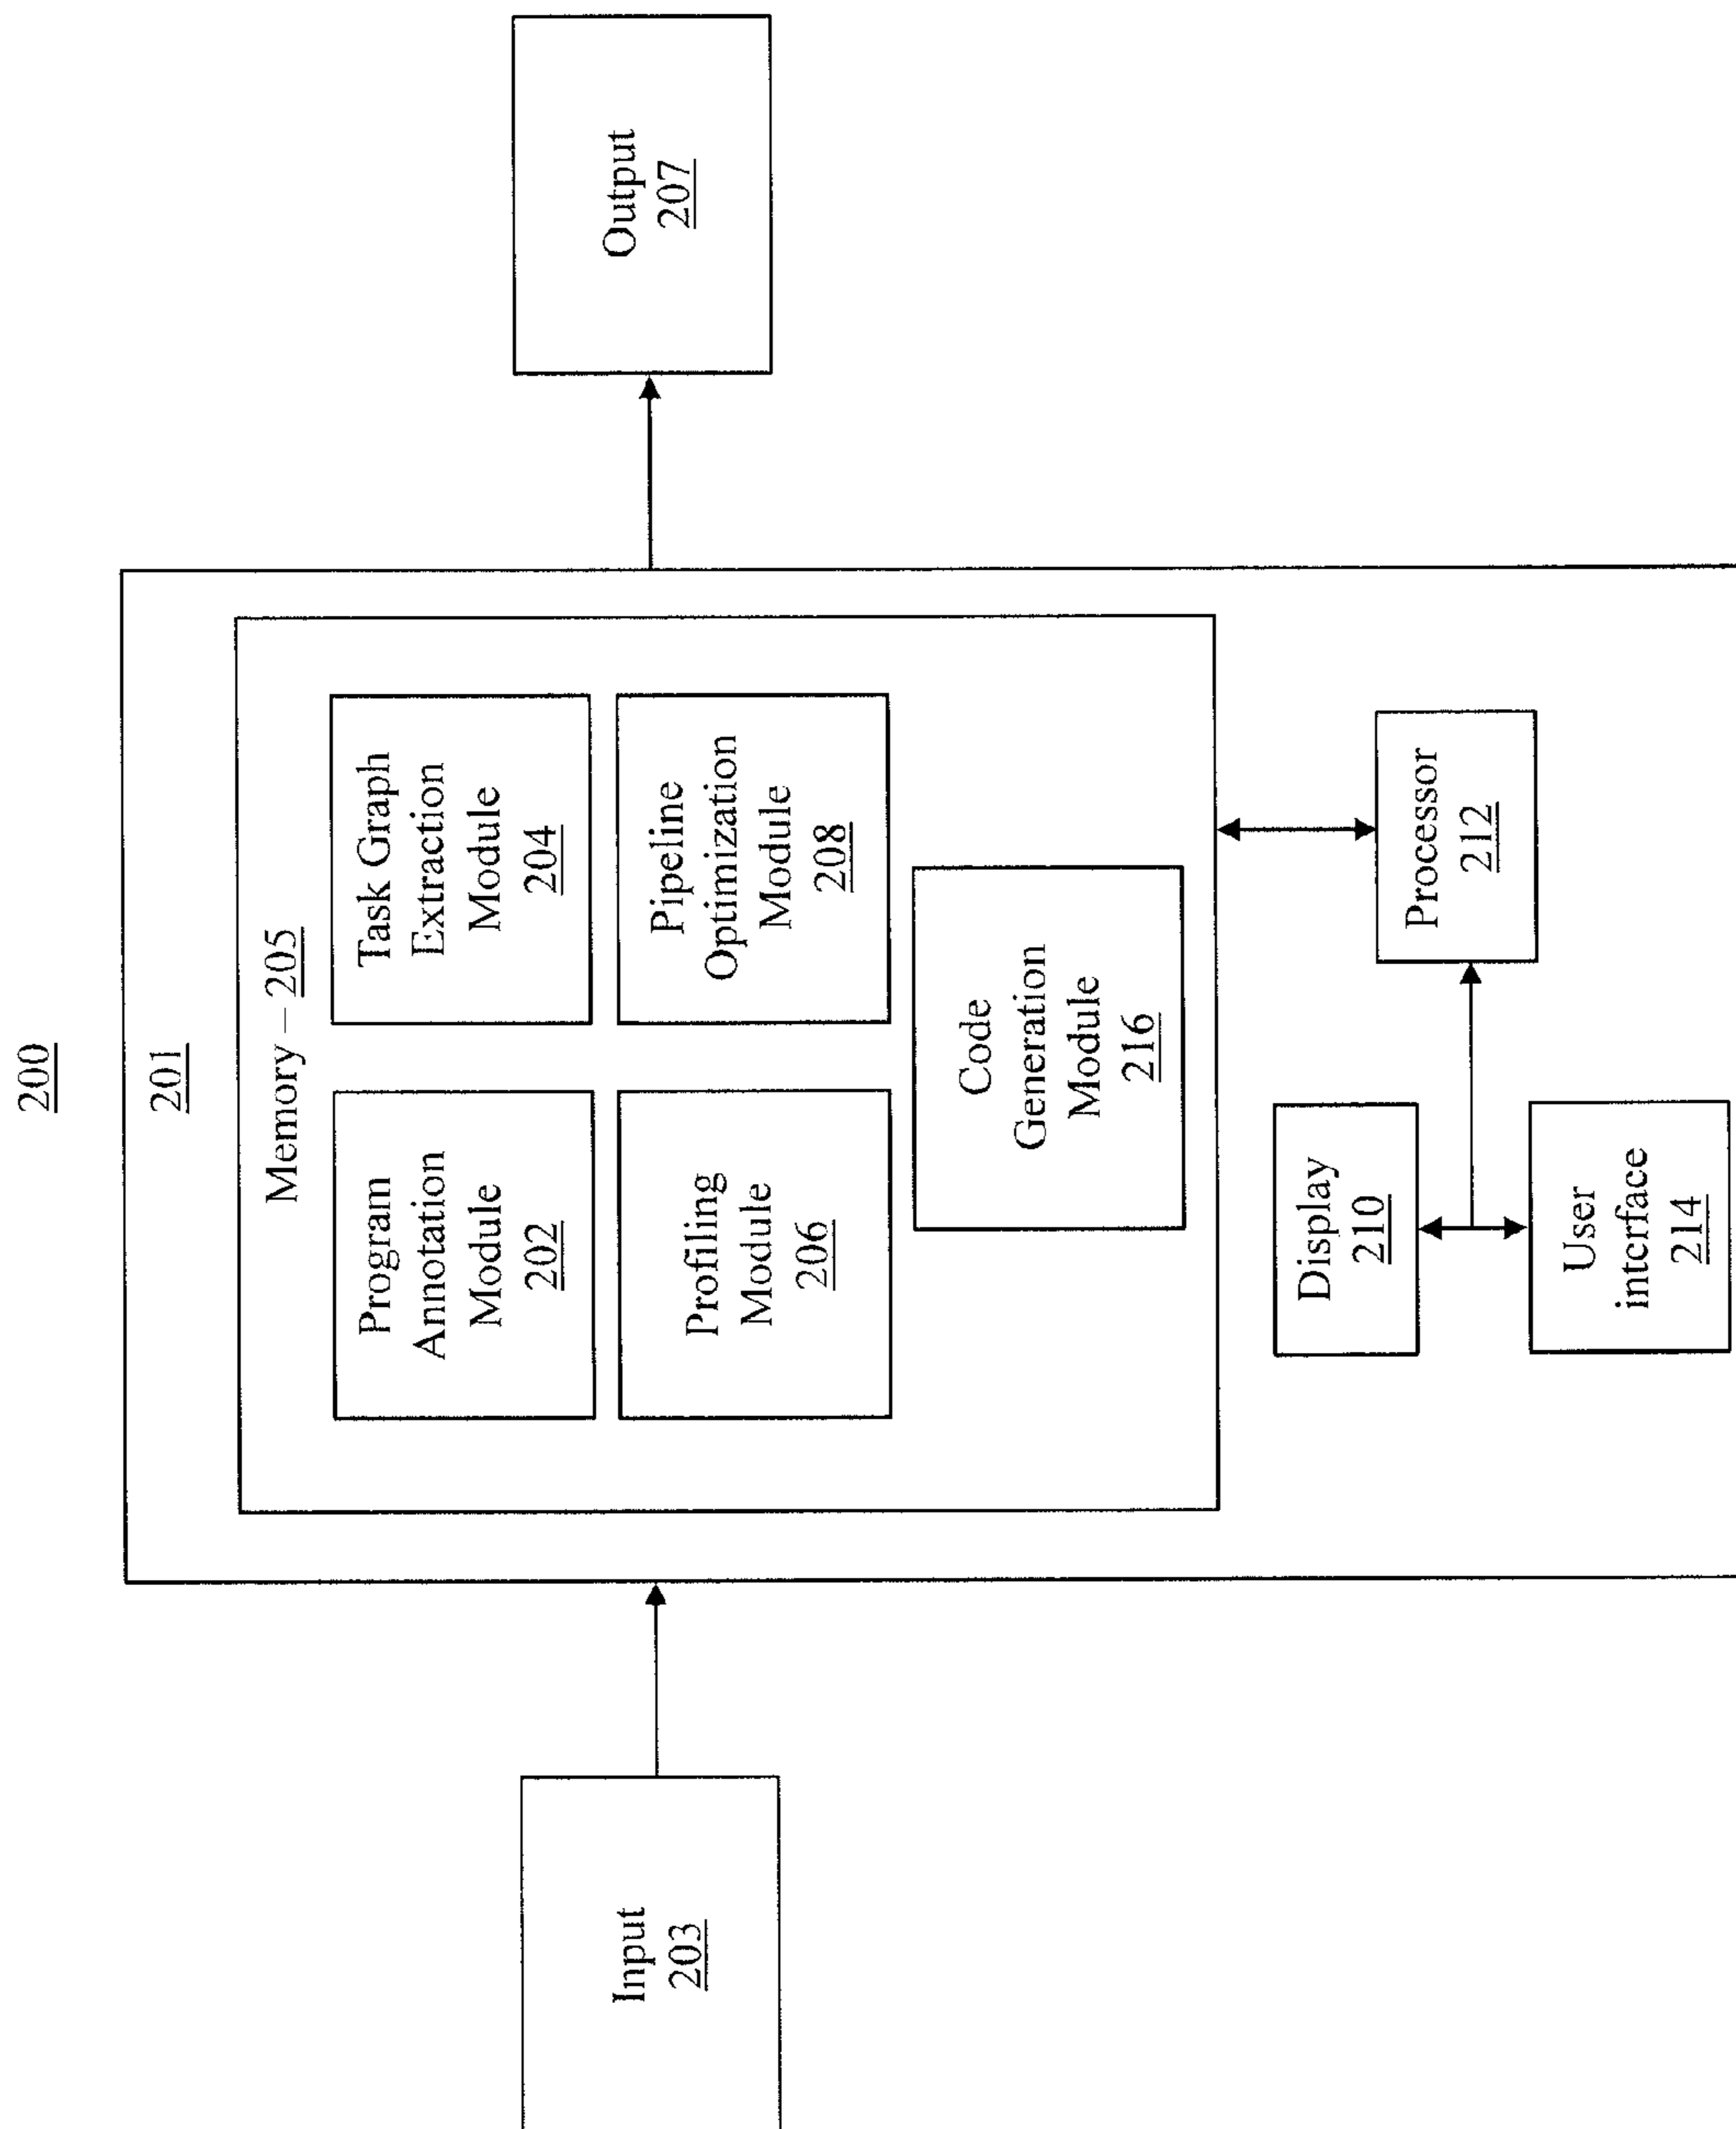 200
201
Memory – 205
Program
Annotation
Module
202
Task Graph
Extraction
Module
204
Profiling
Module
206
Pipeline
Optimization
Module
208
Code
Generation
Module
216
Input
203
Output
207
Display
210
User
interface
214
Processor
212